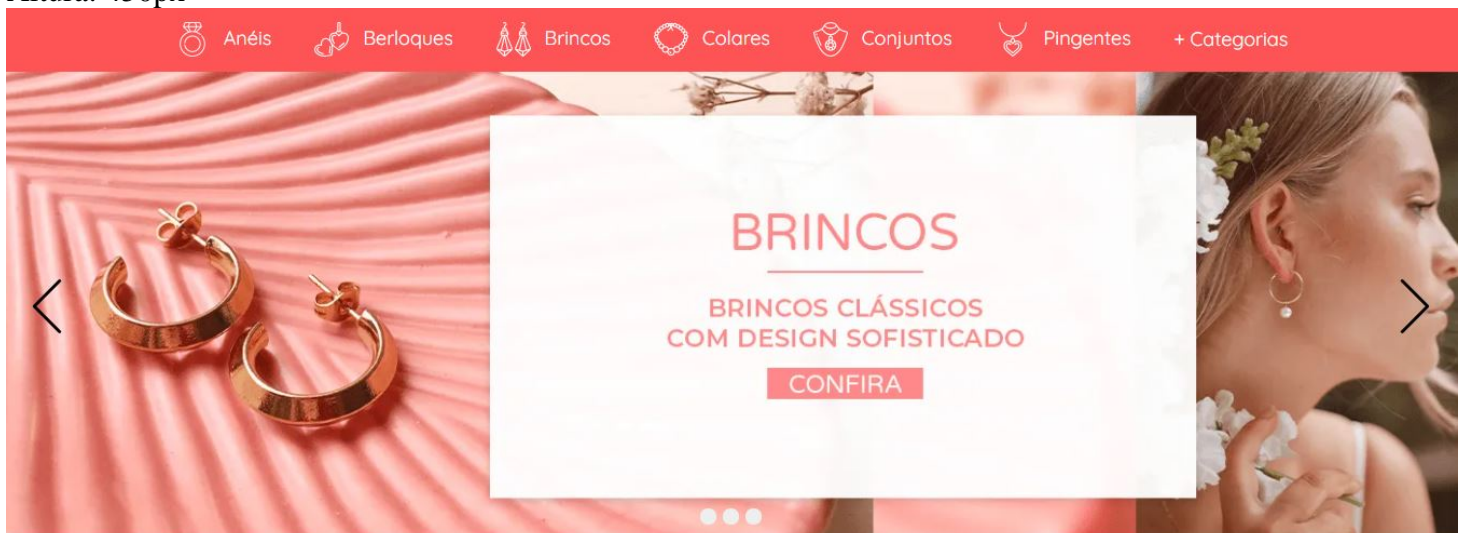 Anéis Berloques Brincos Colares Conjuntos Pingentes + Categorias
BRINCOS
BRINCOS CLÁSSICOS
COM DESIGN SOFISTICADO
CONFIRA